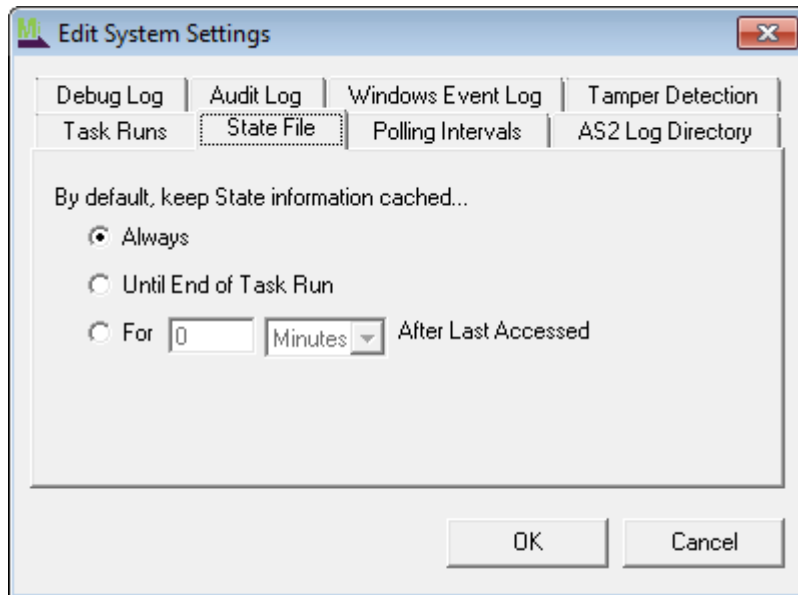 Edit System Settings
Debug Log Audit Log Windows Event Log Tamper Detection
Task Runs State File Polling Intervals AS2 Log Directory
By default, keep State information cached...
Always
Until End of Task Run
For 0 Minutes After Last Accessed
OK Cancel